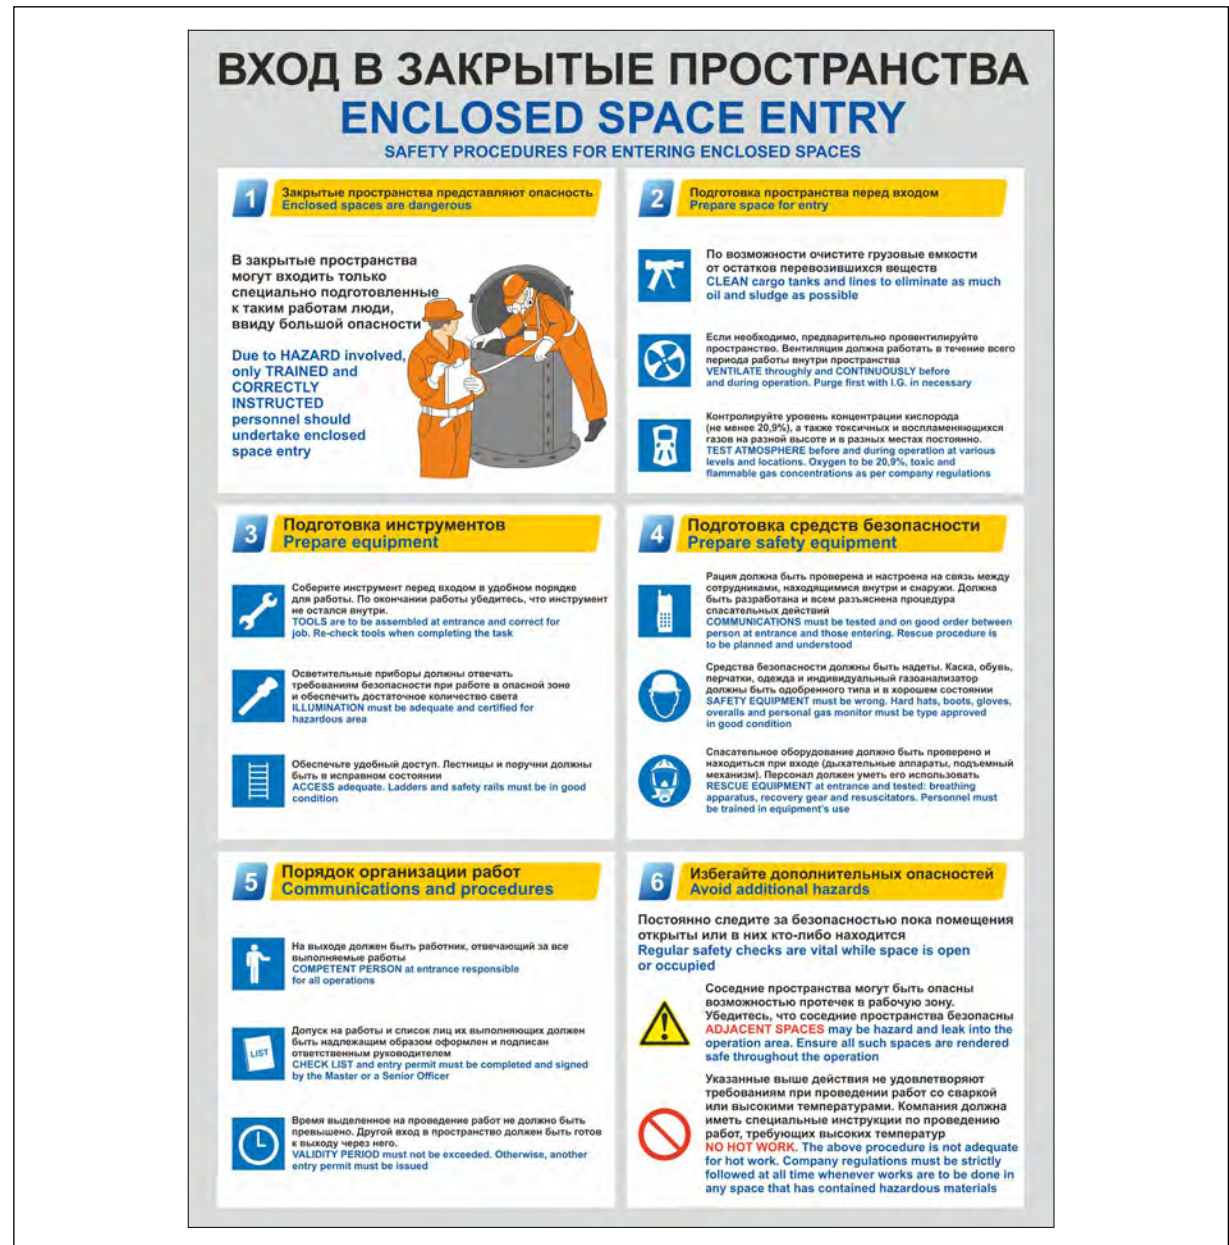 ВХОД В ЗАКРЫТЫЕ ПРОСТРАНСТВА
ENCLOSED SPACE ENTRY
SAFETY PROCEDURES FOR ENTERING ENCLOSED SPACES
1
Закрытые пространства представляют опасность
Enclosed spaces are dangerous
В закрытые пространства
могут входить только
специально подготовленные
к таким работам люди,
ввиду большой опасности
Due to HAZARD involved,
only TRAINED and
CORRECTLY
INSTRUCTED
personnel should
undertake enclosed
space entry
2
Подготовка пространства перед входом
Prepare space for entry
По возможности очистите грузовые емкости
от остатков перевозившихся веществ
CLEAN cargo tanks and lines to eliminate as much
oil and sludge as possible
Если необходимо, предварительно провентилируйте
пространство. Вентиляция должна работать в течение всего
периода работы внутри пространства
VENTILATE throughly and CONTINUOUSLY before
and during operation. Purge first with I.G. in necessary
Контролируйте уровень концентрации кислорода
(не менее 20,9%), а также токсичных и воспламеняющихся
газов на разной высоте и в разных местах постоянно.
TEST ATMOSPHERE before and during operation at various
levels and locations. Oxygen to be 20,9%, toxic and
flammable gas concentrations as per company regulations
3
Подготовка инструментов
Prepare equipment
Соберите инструмент перед входом в удобном порядке
для работы. По окончании работы убедитесь, что инструмент
не остался внутри.
TOOLS are to be assembled at entrance and correct for
job. Re-check tools when completing the task
Осветительные приборы должны отвечать
требованиям безопасности при работе в опасной зоне
и обеспечить достаточное количество света
ILLUMINATION must be adequate and certified for
hazardous area
Обеспечьте удобный доступ. Лестницы и поручни должны
быть в исправном состоянии
ACCESS adequate. Ladders and safety rails must be in good
condition
4
Подготовка средств безопасности
Prepare safety equipment
Рация должна быть проверена и настроена на связь между
сотрудниками, находящимися внутри и снаружи. Должна
быть разработана и всем разъяснена процедура
спасательных действий
COMMUNICATIONS must be tested and on good order between
person at entrance and those entering. Rescue procedure is
to be planned and understood
Средства безопасности должны быть надеты. Каска, обувь,
перчатки, одежда и индивидуальный газоанализатор
должны быть одобренного типа и в хорошем состоянии
SAFETY EQUIPMENT must be wrong. Hard hats, boots, gloves,
overalls and personal gas monitor must be type approved
in good condition
Спасательное оборудование должно быть проверено и
находиться при входе (дыхательные аппараты, подъемный
механизм). Персонал должен уметь его использовать
RESCUE EQUIPMENT at entrance and tested: breathing
apparatus, recovery gear and resuscitators. Personnel must
be trained in equipment's use
5
Порядок организации работ
Communications and procedures
На выходе должен быть работник, отвечающий за все
выполняемые работы
COMPETENT PERSON at entrance responsible
for all operations
LIST
Допуск на работы и список лиц их выполняющих должен
быть надлежащим образом оформлен и подписан
ответственным руководителем
CHECK LIST and entry permit must be completed and signed
by the Master or a Senior Officer
Время выделенное на проведение работ не должно быть
превышено. Другой вход в пространство должен быть готов
к выходу через него.
VALIDITY PERIOD must not be exceeded. Otherwise, another
entry permit must be issued
6
Избегайте дополнительных опасностей
Avoid additional hazards
Постоянно следите за безопасностью пока помещения
открыты или в них кто-либо находится
Regular safety checks are vital while space is open
or occupied
Соседние пространства могут быть опасны
возможностью протечек в рабочую зону.
Убедитесь, что соседние пространства безопасны
ADJACENT SPACES may be hazard and leak into the
operation area. Ensure all such spaces are rendered
safe throughout the operation
Указанные выше действия не удовлетворяют
требованиям при проведении работ со сваркой
или высокими температурами. Компания должна
иметь специальные инструкции по проведению
работ, требующих высоких температур
NO HOT WORK. The above procedure is not adequate
for hot work. Company regulations must be strictly
followed at all time whenever works are to be done in
any space that has contained hazardous materials